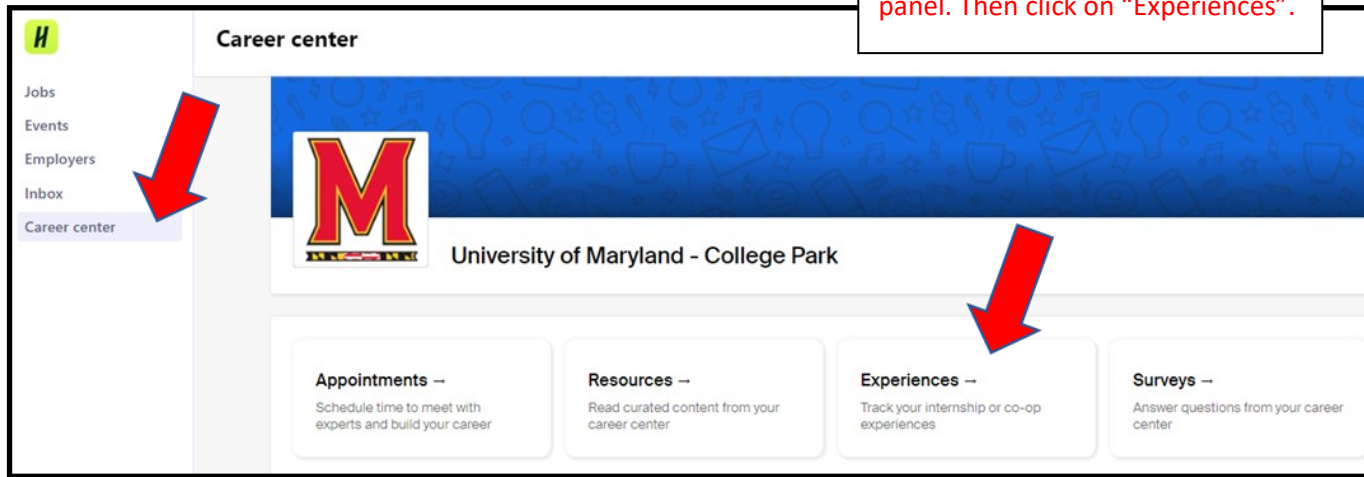 panel. Then click on “Experiences”.
H
Career center
Jobs
Events
Employers
Inbox
Career center
M
University of Maryland - College Park
Appointments →
Schedule time to meet with
experts and build your career
Resources →
Read curated content from your
career center
Experiences →
Track your internship or co-op
experiences
Surveys →
Answer questions from your career
center